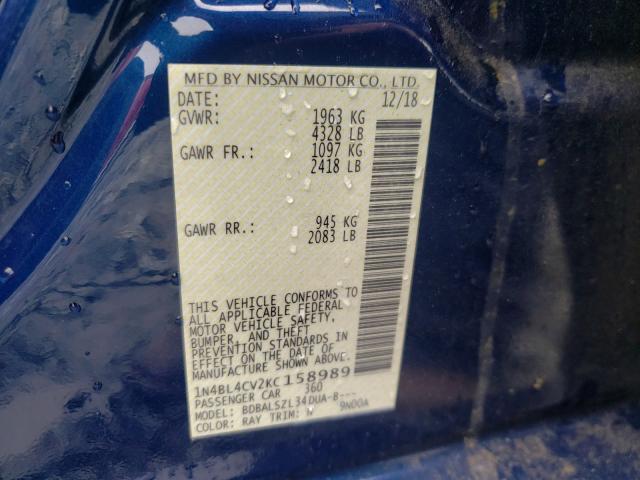 MFD BY NISSAN MOTOR CO., LTD.
DATE: 12/18
GVWR: 1963 KG
4328 LB
GAWR FR.: 1097 KG
2418 LB
GAWR RR.: 945 KG
2083 LB
THIS VEHICLE CONFORMS TO
ALL APPLICABLE FEDERAL
MOTOR VEHICLE SAFETY,
BUMPER, AND THEFT
PREVENTION STANDARDS IN
EFFECT ON THE DATE OF
MANUFACTURE SHOWN ABOVE.
1N4BL4CV2KC158989
PASSENGER CAR 360
MODEL: BDBALSZL34DUA-B---
COLOR: RAY TRIM: 9N00A